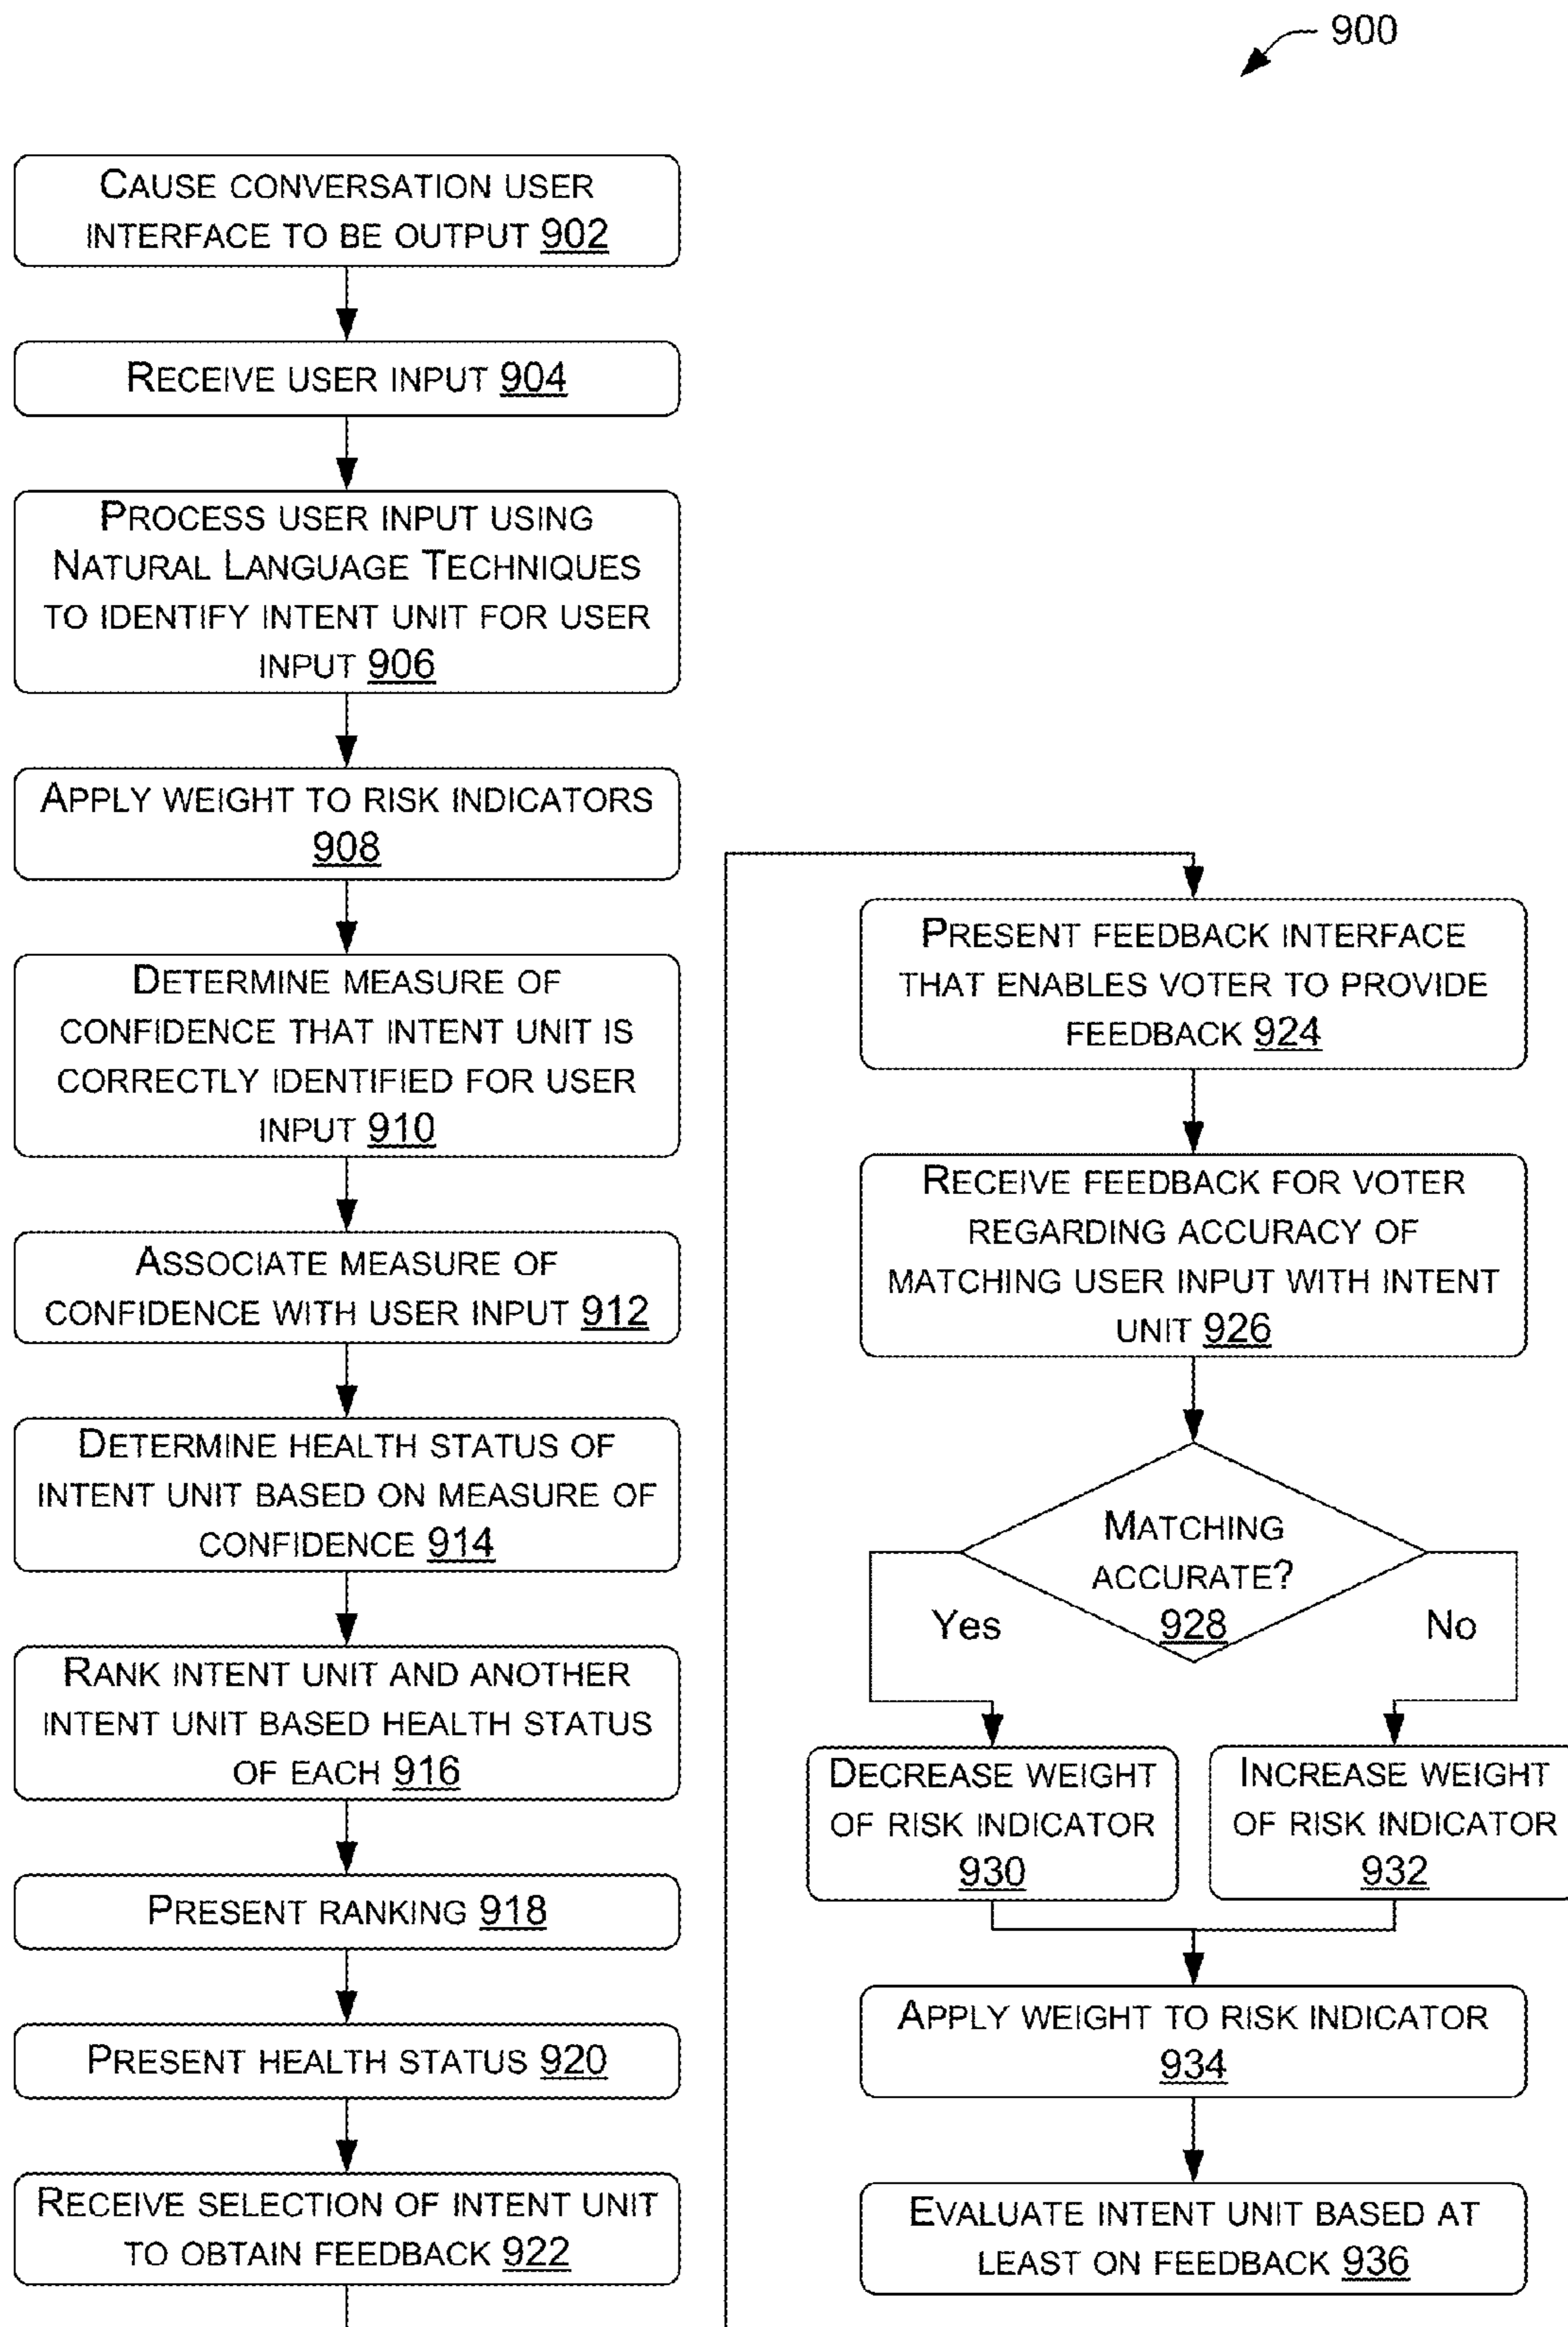 900
CAUSE CONVERSATION USER
INTERFACE TO BE OUTPUT 902
RECEIVE USER INPUT 904
PROCESS USER INPUT USING
NATURAL LANGUAGE TECHNIQUES
TO IDENTIFY INTENT UNIT FOR USER
INPUT 906
APPLY WEIGHT TO RISK INDICATORS
908
DETERMINE MEASURE OF
CONFIDENCE THAT INTENT UNIT IS
CORRECTLY IDENTIFIED FOR USER
INPUT 910
ASSOCIATE MEASURE OF
CONFIDENCE WITH USER INPUT 912
DETERMINE HEALTH STATUS OF
INTENT UNIT BASED ON MEASURE OF
CONFIDENCE 914
RANK INTENT UNIT AND ANOTHER
INTENT UNIT BASED HEALTH STATUS
OF EACH 916
PRESENT RANKING 918
PRESENT HEALTH STATUS 920
RECEIVE SELECTION OF INTENT UNIT
TO OBTAIN FEEDBACK 922
PRESENT FEEDBACK INTERFACE
THAT ENABLES VOTER TO PROVIDE
FEEDBACK 924
RECEIVE FEEDBACK FOR VOTER
REGARDING ACCURACY OF
MATCHING USER INPUT WITH INTENT
UNIT 926
MATCHING
ACCURATE?
928
Yes
No
DECREASE WEIGHT
OF RISK INDICATOR
930
INCREASE WEIGHT
OF RISK INDICATOR
932
APPLY WEIGHT TO RISK INDICATOR
934
EVALUATE INTENT UNIT BASED AT
LEAST ON FEEDBACK 936